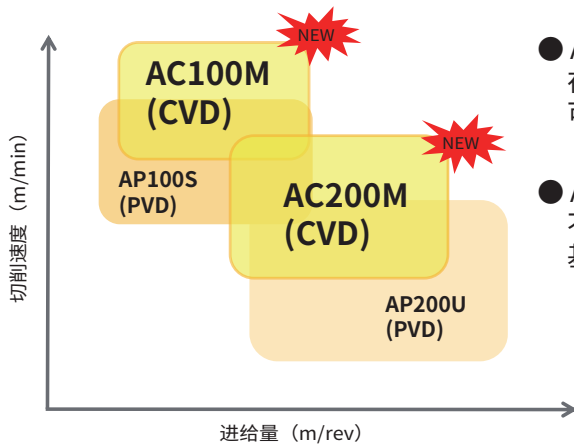 NEW
AC100M
(CVD)
NEW
AP100S
(PVD)
AC200M
(CVD)
AP200U
(PVD)
切削速度（m/min）
进给量（m/rev）